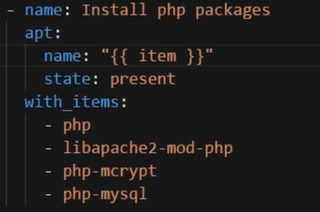 - name: Install php packages
  apt:
    name: "{{ item }}"
    state: present
  with_items:
    - php
    - libapache2-mod-php
    - php-mcrypt
    - php-mysql